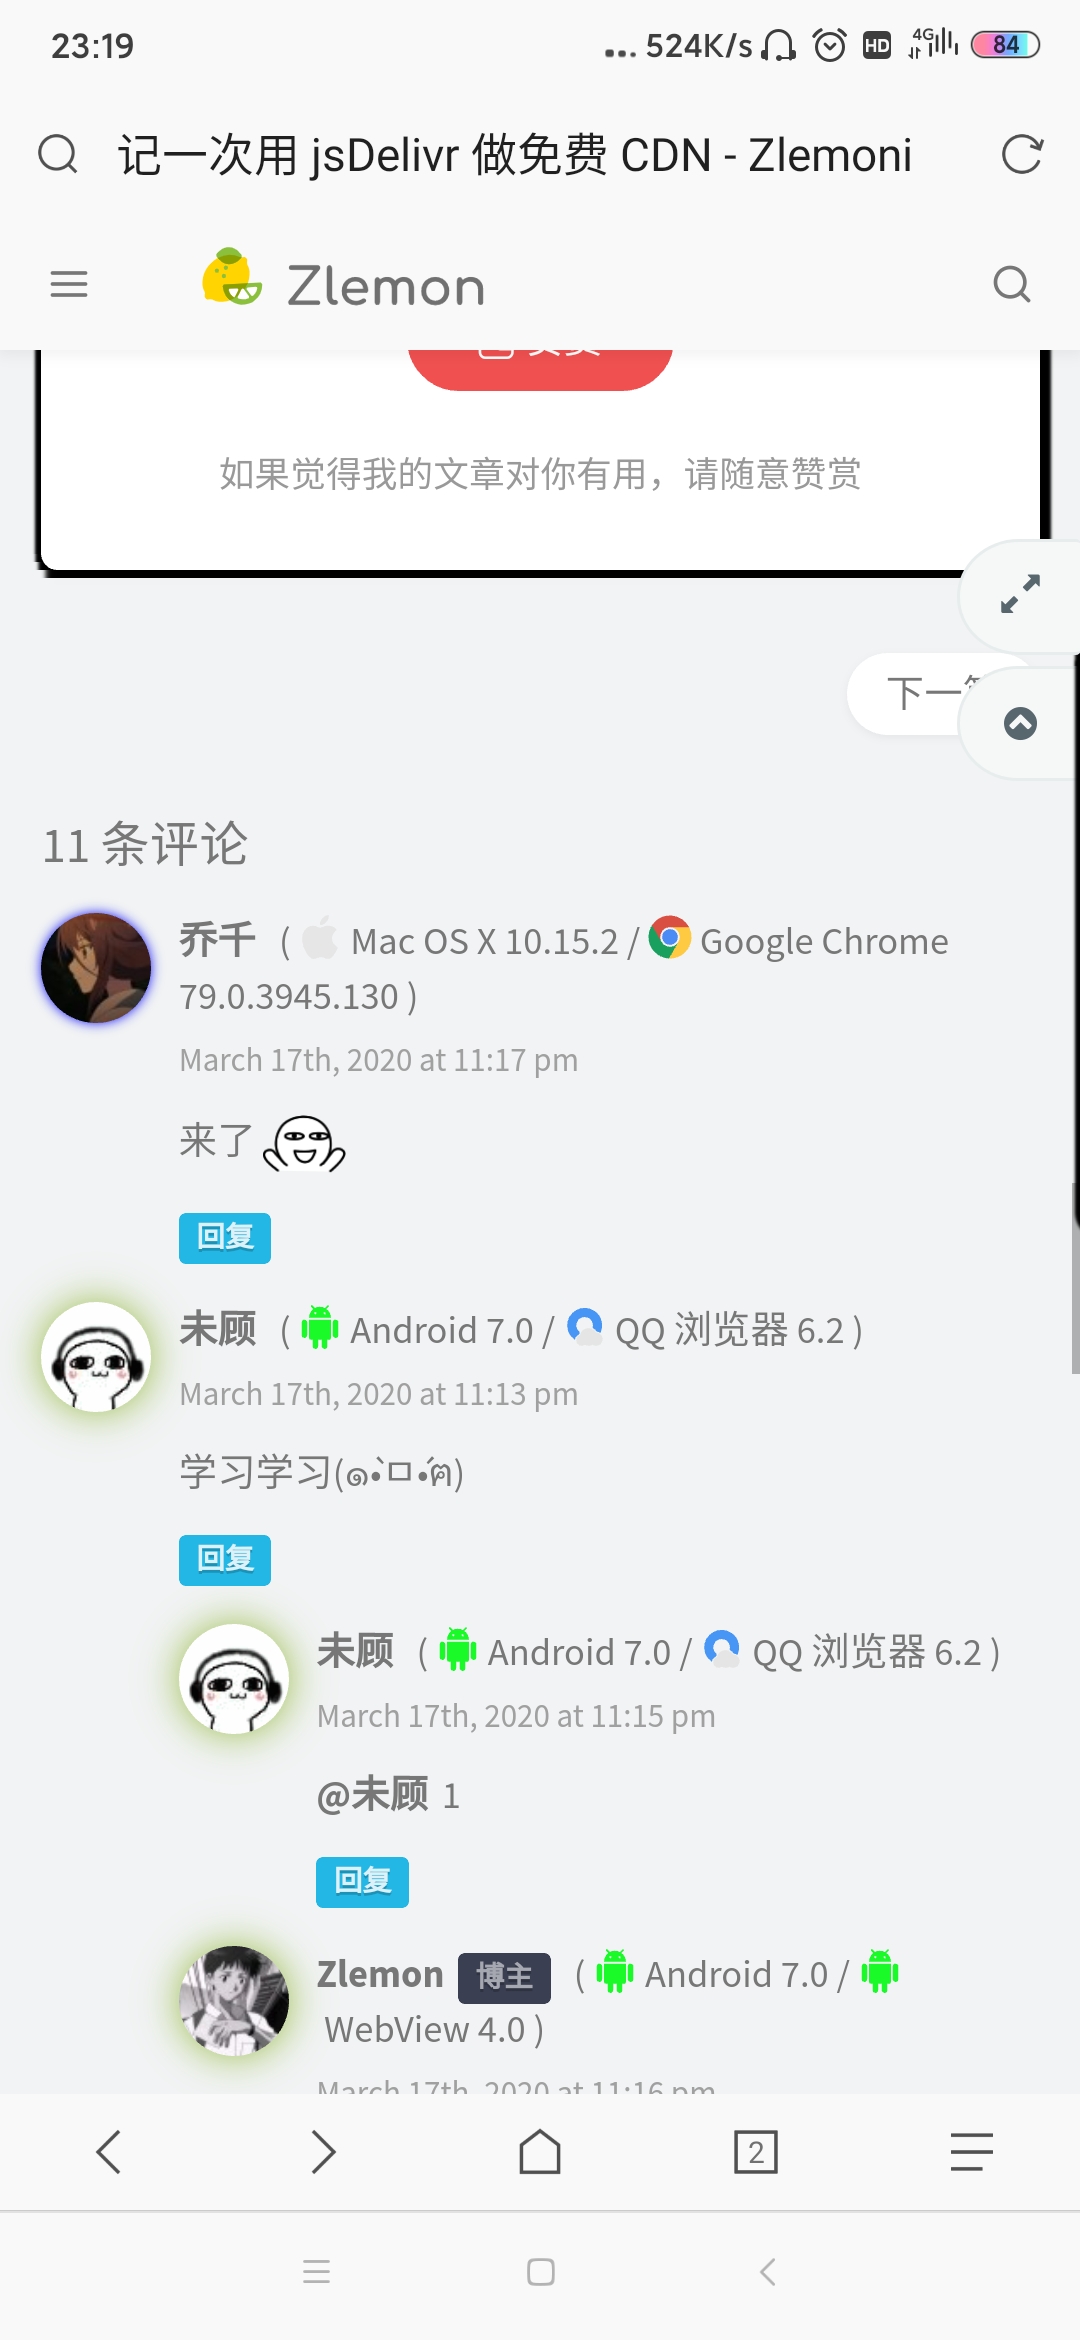 23:19
... 524K/s HD 4G 84
记一次用 jsDelivr 做免费 CDN - Zlemoni
Zlemon
如果觉得我的文章对你有用，请随意赞赏
下一
11 条评论
乔千 ( Mac OS X 10.15.2 / Google Chrome
79.0.3945.130 )
March 17th, 2020 at 11:17 pm
来了
回复
未顾 ( Android 7.0 / QQ 浏览器 6.2 )
March 17th, 2020 at 11:13 pm
学习学习(๑•̀ㅁ•́ฅ)
回复
未顾 ( Android 7.0 / QQ 浏览器 6.2 )
March 17th, 2020 at 11:15 pm
@未顾 1
回复
Zlemon 博主 ( Android 7.0 /
WebView 4.0 )
March 17th, 2020 at 11:16 pm
2